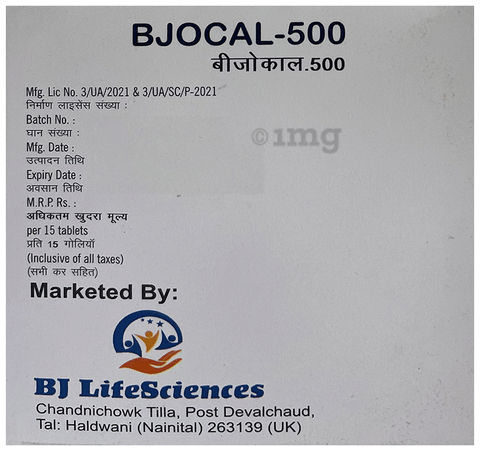 BJOCAL-500
बीजोकाल.500
Mfg. Lic No. 3/UA/2021 & 3/UA/SC/P-2021
निर्माण लाइसेंस संख्या :
Batch No. :
घान संख्या :
Mfg. Date :
उत्पादन तिथि
Expiry Date :
अवसान तिथि
M.R.P. Rs. :
अधिकतम खुदरा मूल्य
per 15 tablets
प्रति 15 गोलियाँ
(Inclusive of all taxes)
(सभी कर सहित)
©1mg
Marketed By:
BJ LifeSciences
Chandnichowk Tilla, Post Devalchaud,
Tal: Haldwani (Nainital) 263139 (UK)